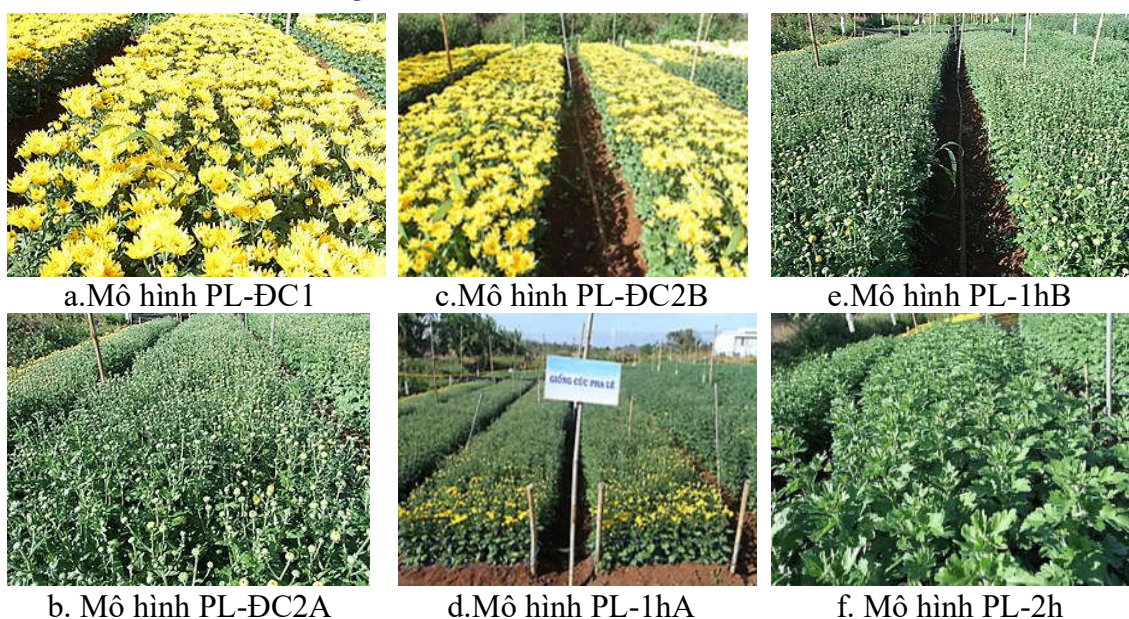 a.Mô hình PL-ĐC1
c.Mô hình PL-ĐC2B
e.Mô hình PL-1hB
GIỐNG CÚC PHA LÊ
b. Mô hình PL-ĐC2A
d.Mô hình PL-1hA
f. Mô hình PL-2h